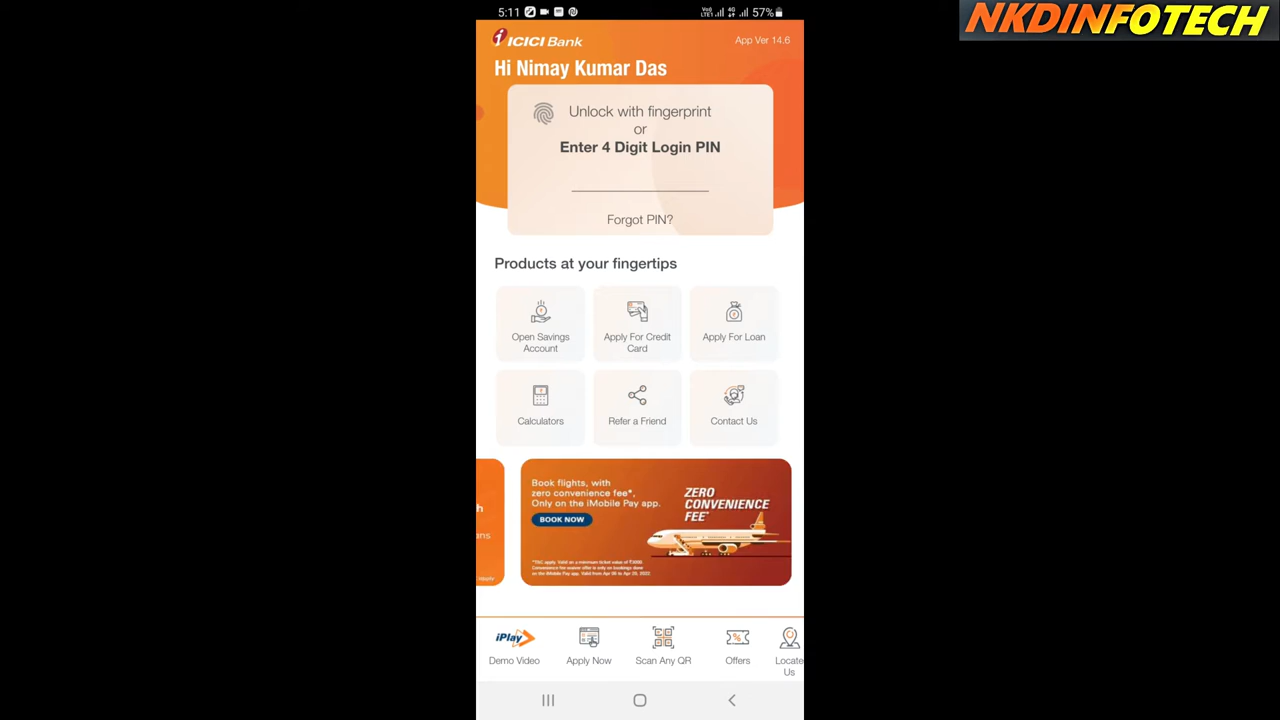 NKDINFOTECH
5:11
57%
ICICI Bank
App Ver 14.6
Hi Nimay Kumar Das
Unlock with fingerprint
or
Enter 4 Digit Login PIN
Forgot PIN?
Products at your fingertips
Open Savings
Account
Apply For Credit
Card
Apply For Loan
Calculators
Refer a Friend
Contact Us
Book flights, with
zero convenience fee*,
Only on the iMobile Pay app.
BOOK NOW
ZERO
CONVENIENCE
FEE*
iPlay
Demo Video
Apply Now
Scan Any QR
Offers
Locate
Us